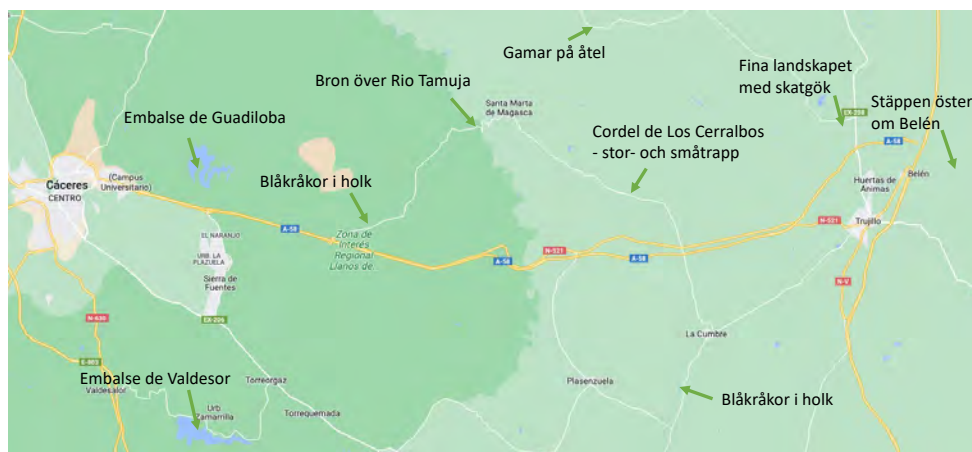 Gamar på åtel
Bron över Rio Tamuja
Fina landskapet
med skatgök
Santa Marta
de Magasca
Stäppen öster
om Belén
Embalse de Guadiloba
EX-208
Cordel de Los Cerralbos
- stor- och småtrapp
A-58
Cáceres
CENTRO
(Campus
Universitario)
Blåkråkor i holk
Huertas de
Ánimas
Belén
A-58
EL NARANJO
URB. LA
PLAZUELA
Sierra de
Fuentes
Zona de
Interés
Regional
Llanos de...
N-521
Trujillo
N-521
A-58
A-58
N-V
N-630
EX-206
La Cumbre
Embalse de Valdesor
Valdesalor
Torreorgaz
Plasenzuela
Blåkråkor i holk
Urb.
Zamarrilla
Torrequemada